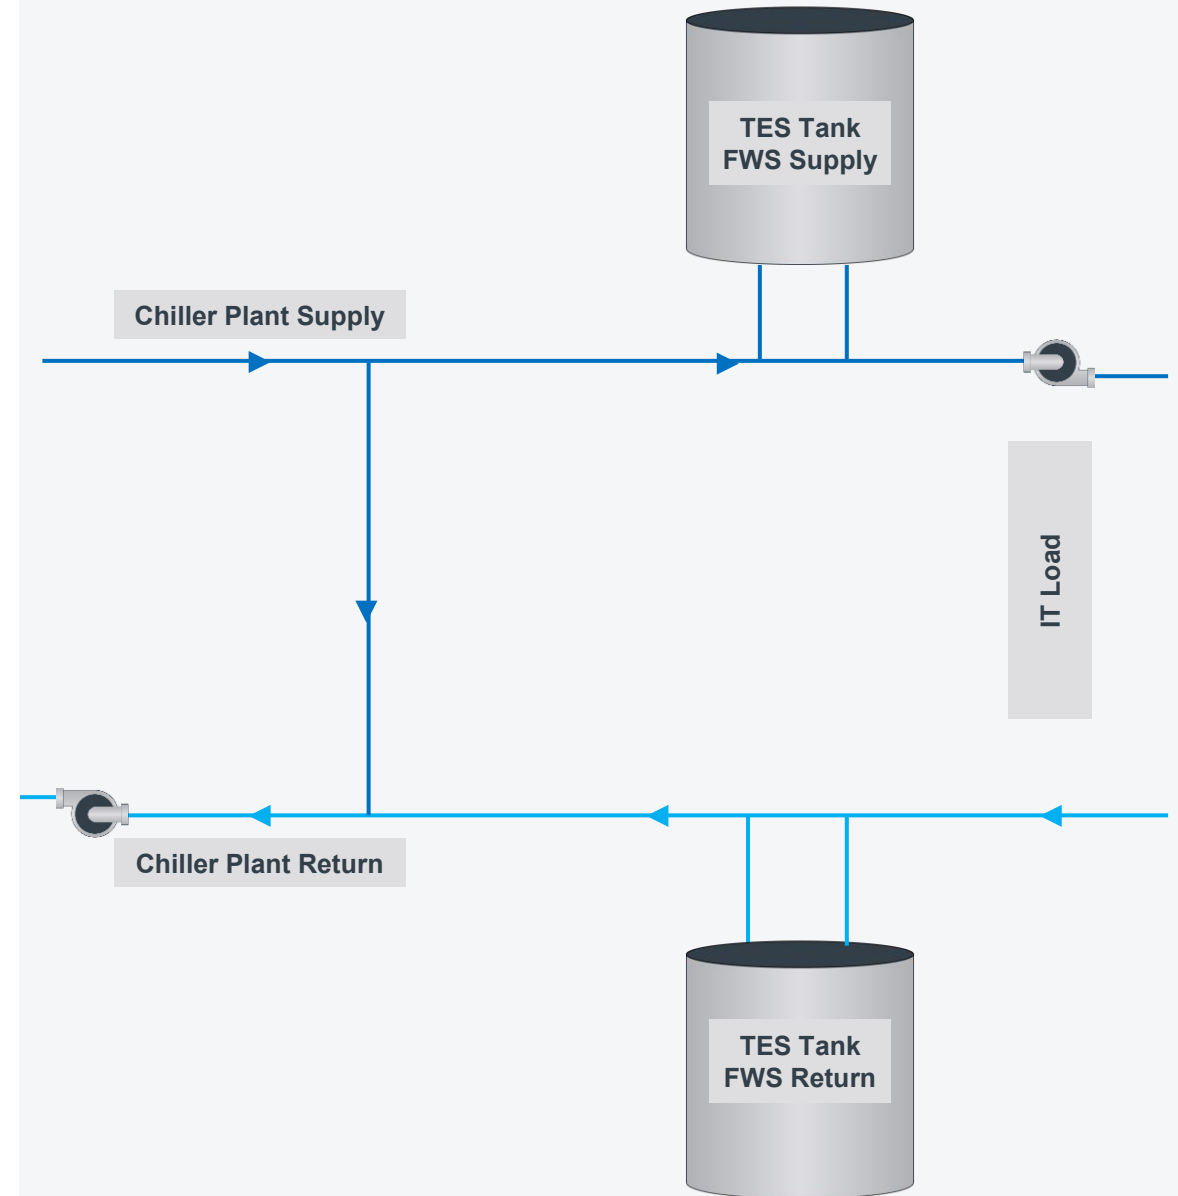 TES Tank
FWS Supply
Chiller Plant Supply
IT Load
Chiller Plant Return
TES Tank
FWS Return